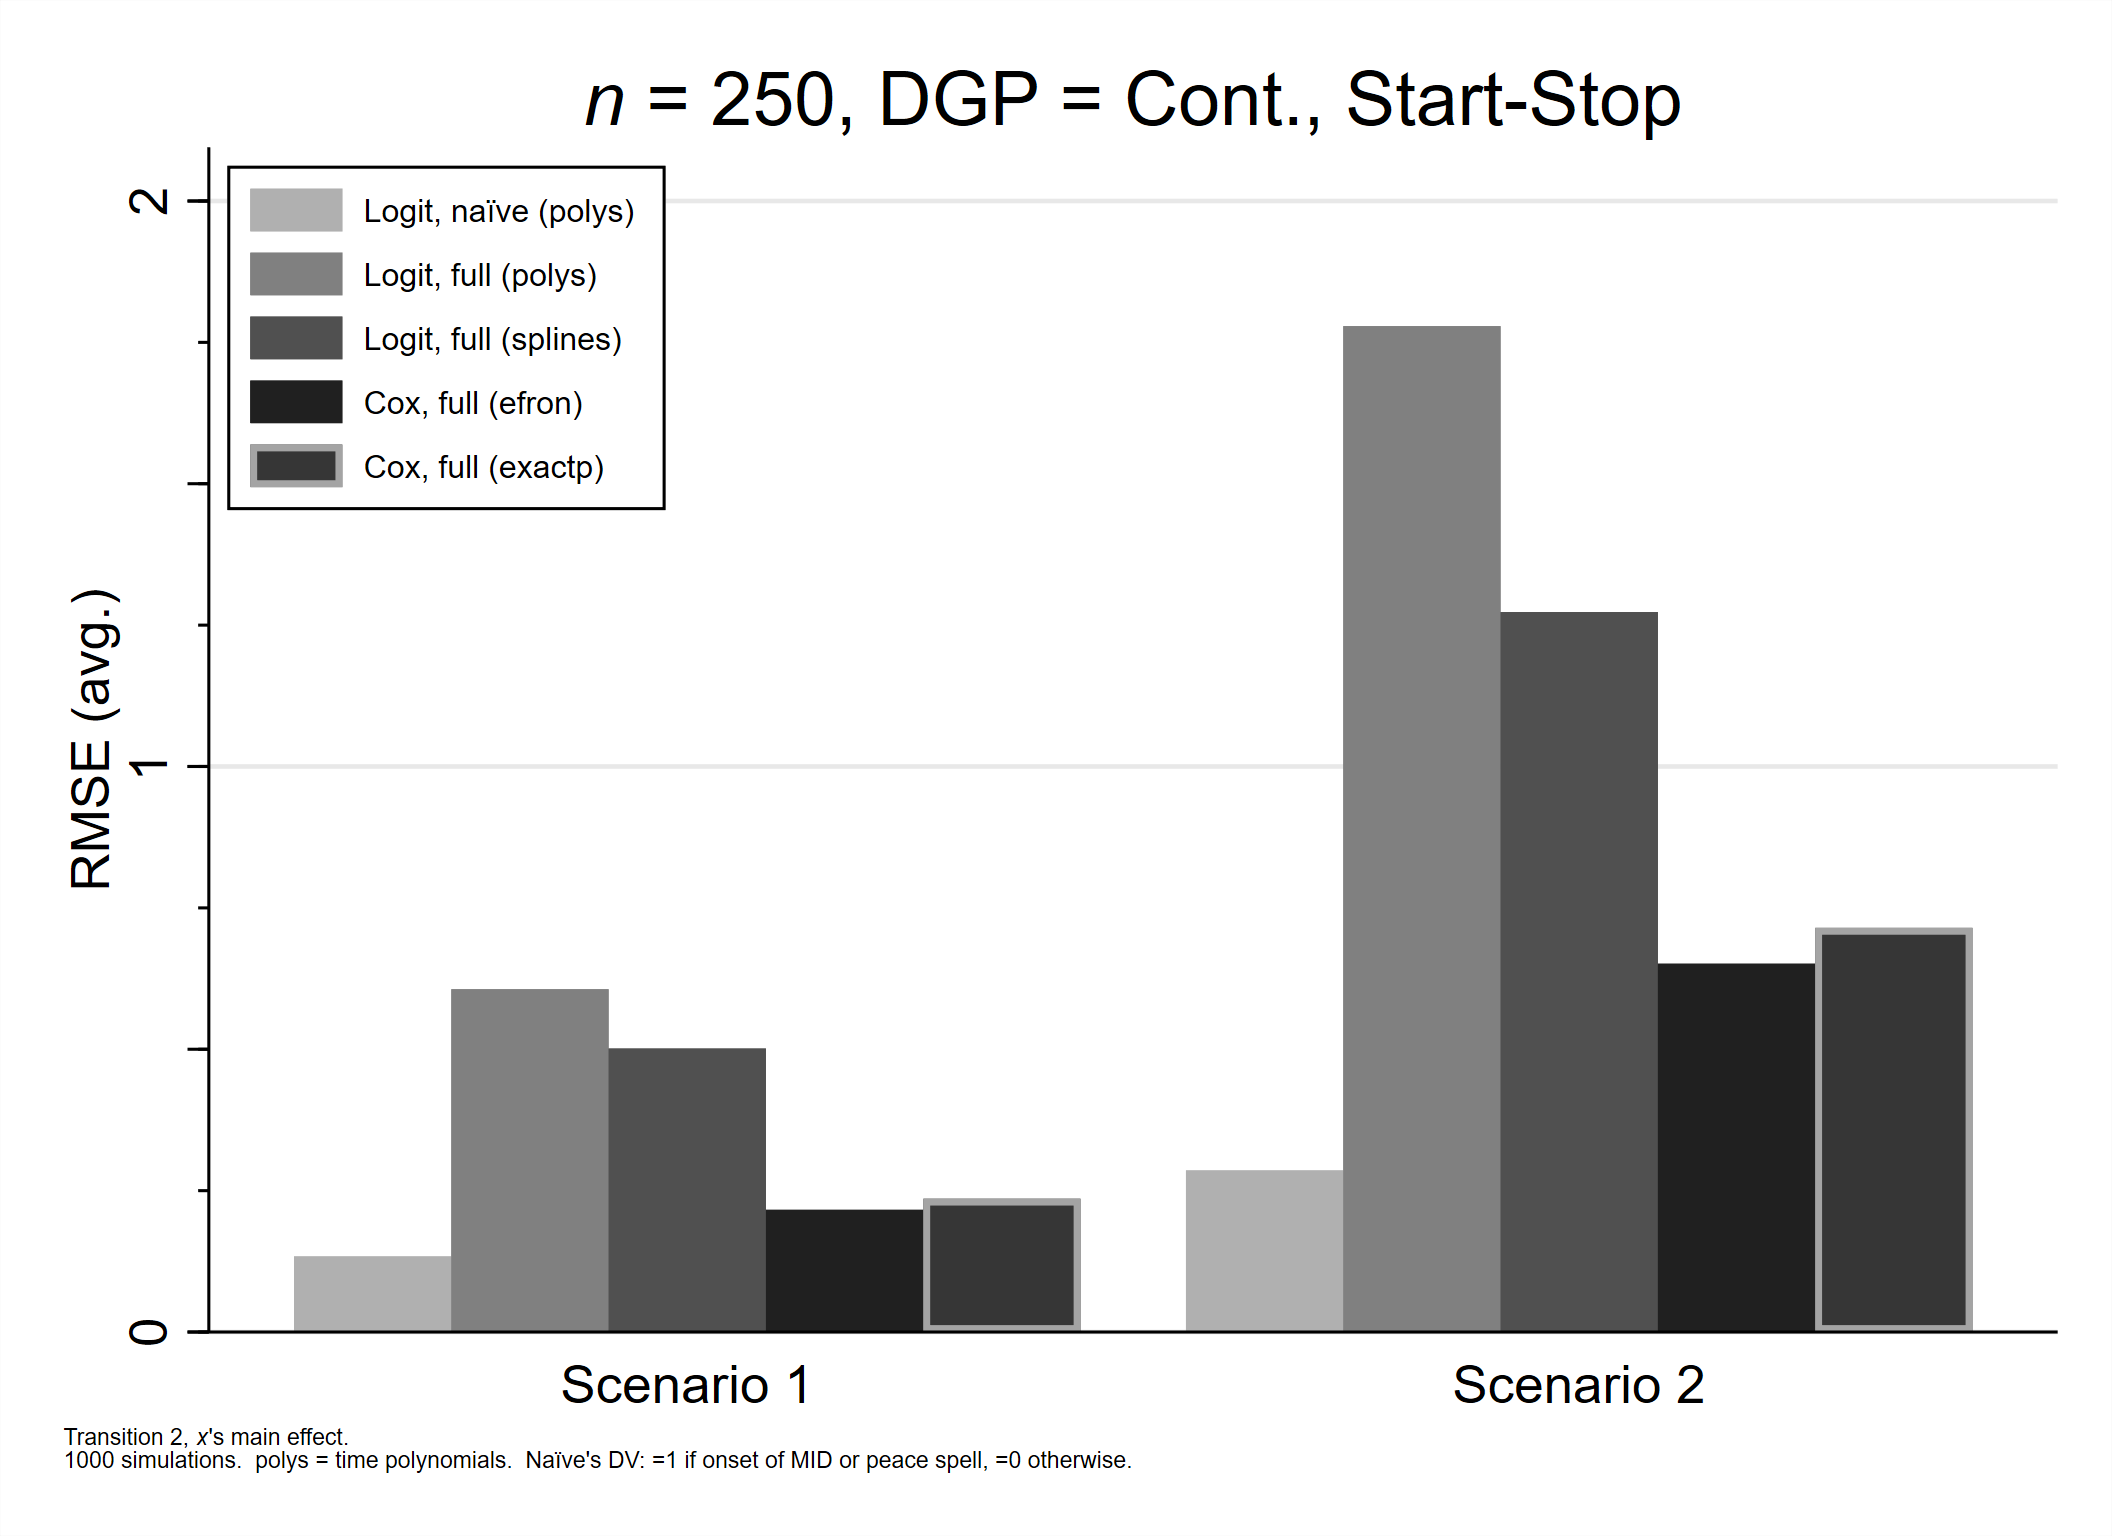 n = 250, DGP = Cont., Start-Stop
Logit, naïve (polys)
Logit, full (polys)
Logit, full (splines)
Cox, full (efron)
Cox, full (exactp)
RMSE (avg.)
2
1
0
Scenario 1
Scenario 2
Transition 2, x's main effect.
1000 simulations.  polys = time polynomials.  Naïve's DV: =1 if onset of MID or peace spell, =0 otherwise.